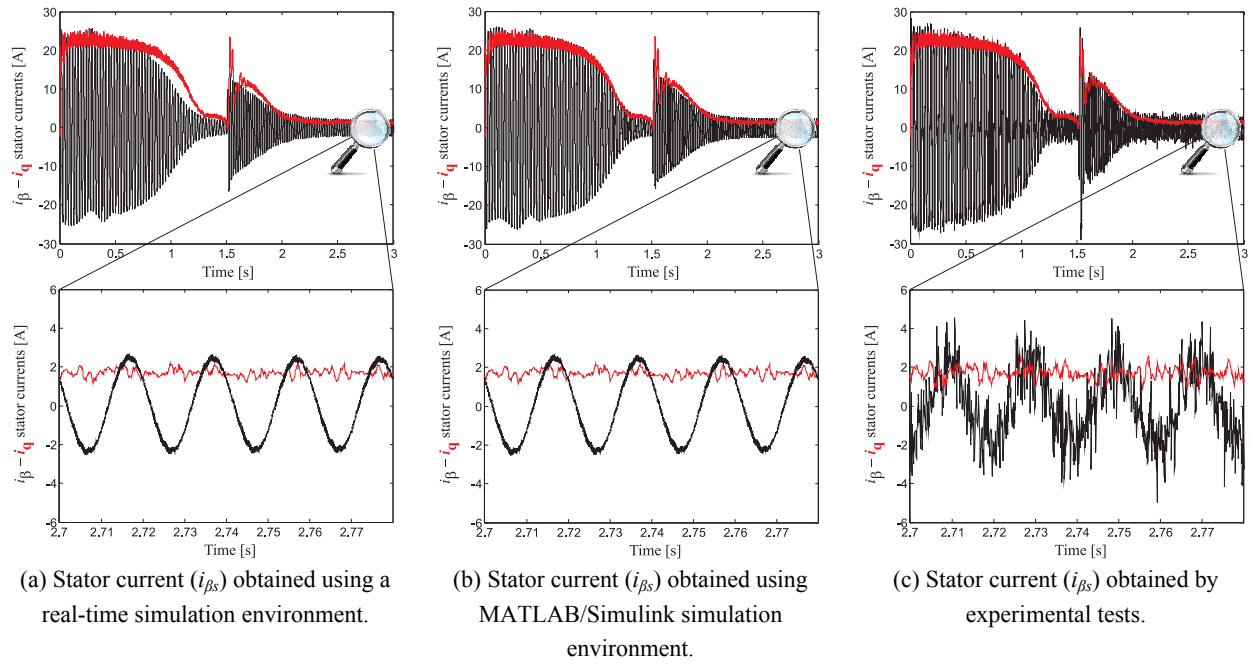 30
20
10
0
-10
-20
-30
0 0.5 1 1.5 2 2.5 3
Time [s]
iβ – iq stator currents [A]
6
4
2
0
-2
-4
-6
2.7 2.71 2.72 2.73 2.74 2.75 2.76 2.77
Time [s]
iβ – iq stator currents [A]
(a) Stator current (iβs) obtained using a
real-time simulation environment.
30
20
10
0
-10
-20
-30
0 0.5 1 1.5 2 2.5 3
Time [s]
iβ – iq stator currents [A]
6
4
2
0
-2
-4
-6
2.7 2.71 2.72 2.73 2.74 2.75 2.76 2.77
Time [s]
iβ – iq stator currents [A]
(b) Stator current (iβs) obtained using
MATLAB/Simulink simulation
environment.
30
20
10
0
-10
-20
-30
0 0.5 1 1.5 2 2.5 3
Time [s]
iβ – iq stator currents [A]
6
4
2
0
-2
-4
-6
2.7 2.71 2.72 2.73 2.74 2.75 2.76 2.77
Time [s]
iβ – iq stator currents [A]
(c) Stator current (iβs) obtained by
experimental tests.